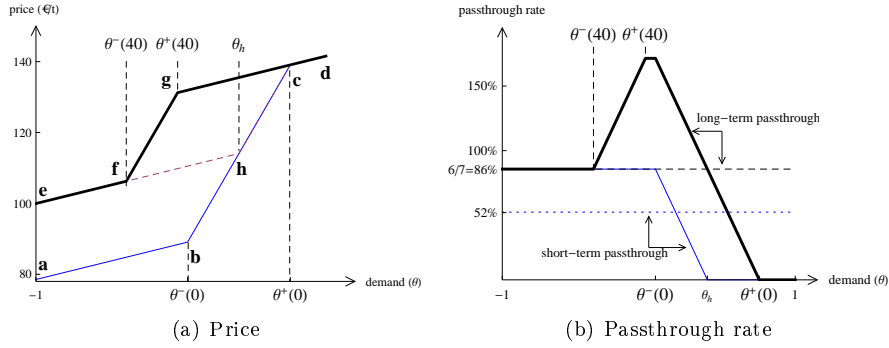 price (€/t)
θ⁻(40) θ⁺(40) θₕ
140
120
100
80
g
c
d
f
h
e
a
b
demand (θ)
−1
θ⁻(0)
θ⁺(0)
(a) Price
passthrough rate
θ⁻(40) θ⁺(40)
150%
100%
6/7=86%
52%
long−term passthrough
short−term passthrough
demand (θ)
−1
θ⁻(0)
θₕ
θ⁺(0)
1
(b) Passthrough rate